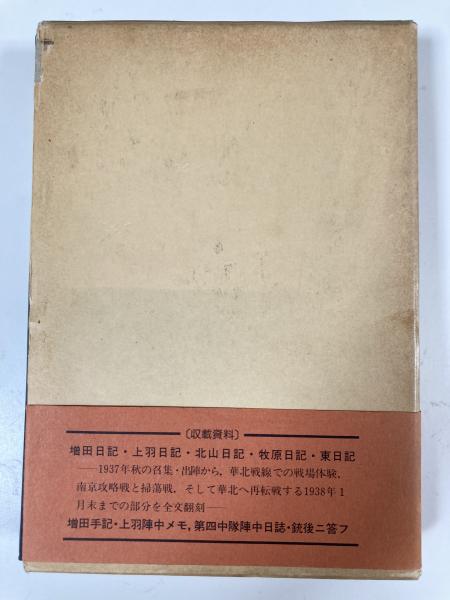 〔収載資料〕
増田日記・上羽日記・北山日記・牧原日記・東日記
──1937年秋の召集・出陣から，華北戦線での戦場体験，
南京攻略戦と掃蕩戦，そして華北へ再転戦する1938年1
月末までの部分を全文翻刻──
増田手記・上羽陣中メモ，第四中隊陣中日誌・銃後ニ答フ